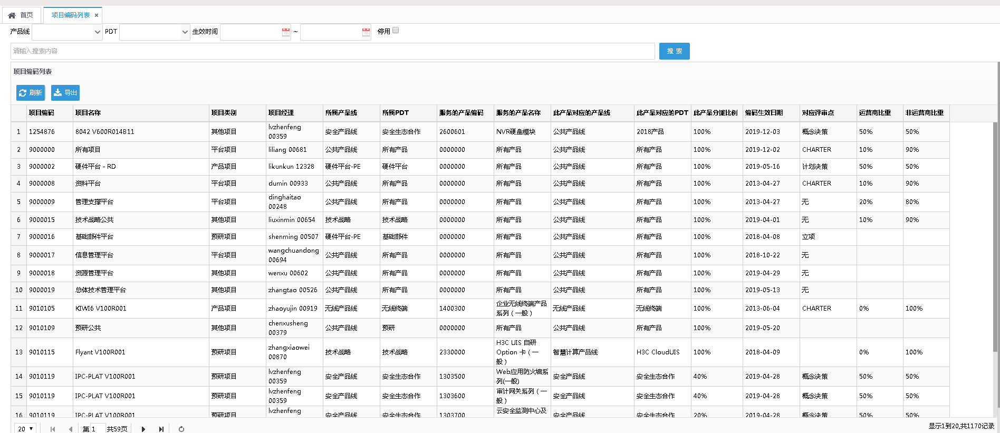 首页 项目编码列表 ×
产品线 PDT 生效时间 ~ 停用
请输入搜索内容 搜 索
项目编码列表
刷新 导出
项目编码 项目名称 项目类别 项目经理 所属产品线 所属PDT 服务的产品编码 服务的产品名称 此产品对应的产品线 此产品对应的PDT 此产品分摊比例 编码生效日期 对应评审点 运营商比重 非运营商比重
1 1254876 8042 V600R014B11 其他项目 lvzhenfeng 00359 安全产品线 安全生态合作 2600601 NVR硬盘模块 公共产品线 2018产品 100% 2019-12-03 概念决策 50% 50%
2 9000000 所有项目 平台项目 liliang 00681 公共产品线 所有产品 0000000 所有产品 公共产品线 所有产品 100% 2019-12-02 CHARTER 10% 90%
3 9000002 硬件平台－RD 产品项目 likunkun 12328 硬件平台-PE 硬件平台 0000000 所有产品 公共产品线 所有产品 100% 2019-05-16 计划决策 50% 50%
4 9000008 资料平台 平台项目 dumin 00933 公共产品线 所有产品 0000000 所有产品 公共产品线 所有产品 100% 2013-04-27 CHARTER 10% 90%
5 9000009 管理支撑平台 平台项目 dinghaitao 00248 公共产品线 所有产品 0000000 所有产品 公共产品线 所有产品 100% 2013-04-27 无 20% 80%
6 9000015 技术战略公共 其他项目 liuxinmin 00654 技术战略 技术战略 0000000 所有产品 公共产品线 所有产品 100% 2019-04-01 无 10% 90%
7 9000016 基础部件平台 预研项目 shenming 00507 硬件平台-PE 基础部件 0000000 所有产品 公共产品线 所有产品 100% 2018-04-08 立项
8 9000017 信息管理平台 平台项目 wangchuandong 00694 公共产品线 所有产品 0000000 所有产品 公共产品线 所有产品 100% 2018-10-22 无
9 9000018 资源管理平台 其他项目 wenxu 00602 公共产品线 所有产品 0000000 所有产品 公共产品线 所有产品 100% 2019-04-29 无
10 9000019 总体技术管理平台 其他项目 zhangtao 00526 公共产品线 所有产品 0000000 所有产品 公共产品线 所有产品 100% 2019-05-13 无
11 9010105 KIWI6 V100R001 产品项目 zhaoyujin 00919 无线产品线 无线终端 1400300 企业无线终端产品系列（一般） 无线产品线 无线终端 100% 2013-06-04 CHARTER 0% 100%
12 9010109 预研公共 其他项目 chenxusheng 00379 公共产品线 预研 0000000 所有产品 公共产品线 所有产品 100% 2019-05-20
13 9010115 Flyant V100R001 预研项目 zhangxiaowei 00870 技术战略 技术战略 2330000 H3C UIS 自研 Option 卡（一般） 智慧计算产品线 H3C CloudUIS 100% 2018-04-09 0% 100%
14 9010119 IPC-PLAT V100R001 预研项目 lvzhenfeng 00359 安全产品线 安全生态合作 1303500 Web应用防火墙系列(一般) 安全产品线 安全生态合作 40% 2019-04-28 概念决策 50% 50%
15 9010119 IPC-PLAT V100R001 预研项目 lvzhenfeng 00359 安全产品线 安全生态合作 1303600 审计网关系列（一般） 安全产品线 安全生态合作 40% 2019-04-28 概念决策 50% 50%
16 9010119 IPC-PLAT V100R001 预研项目 lvzhenfeng 安全产品线 安全生态合作 1303700 云安全监测中心及 安全产品线 安全生态合作 20% 2019-04-28 概念决策 50% 50%
20 第 1 共59页 显示1到20,共1170记录